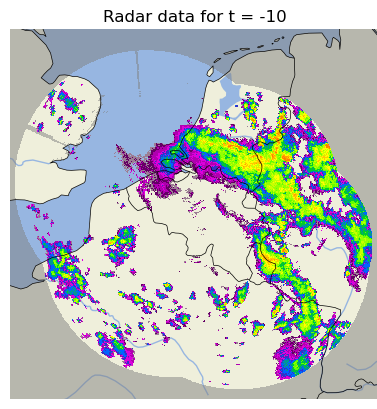 Radar data for t = -10